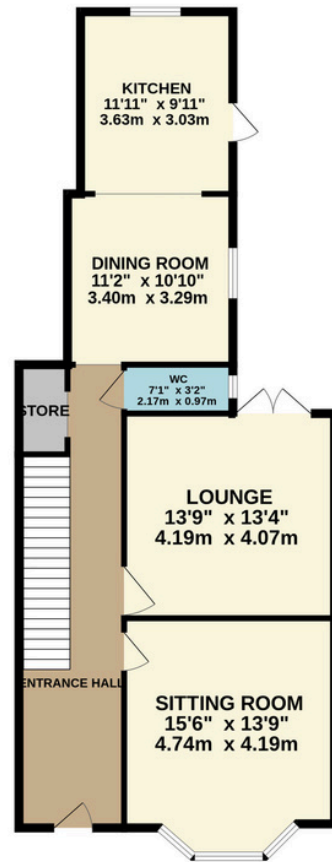 KITCHEN
11'11" x 9'11"
3.63m x 3.03m
DINING ROOM
11'2" x 10'10"
3.40m x 3.29m
WC
7'1" x 3'2"
2.17m x 0.97m
STORE
LOUNGE
13'9" x 13'4"
4.19m x 4.07m
ENTRANCE HALL
SITTING ROOM
15'6" x 13'9"
4.74m x 4.19m